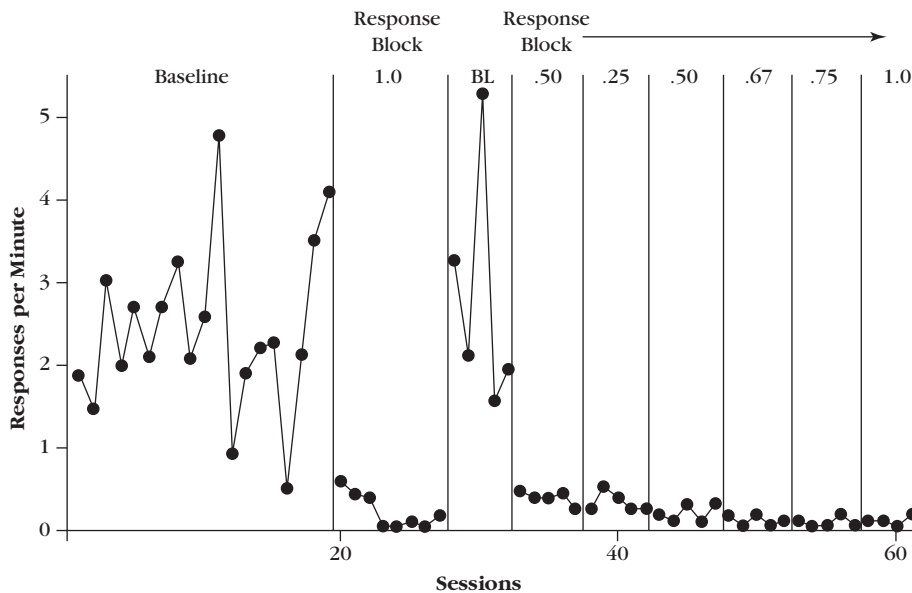 Response
Block
Response
Block
Baseline
1.0
BL
.50
.25
.50
.67
.75
1.0
5
4
3
2
1
0
Responses per Minute
20
40
60
Sessions